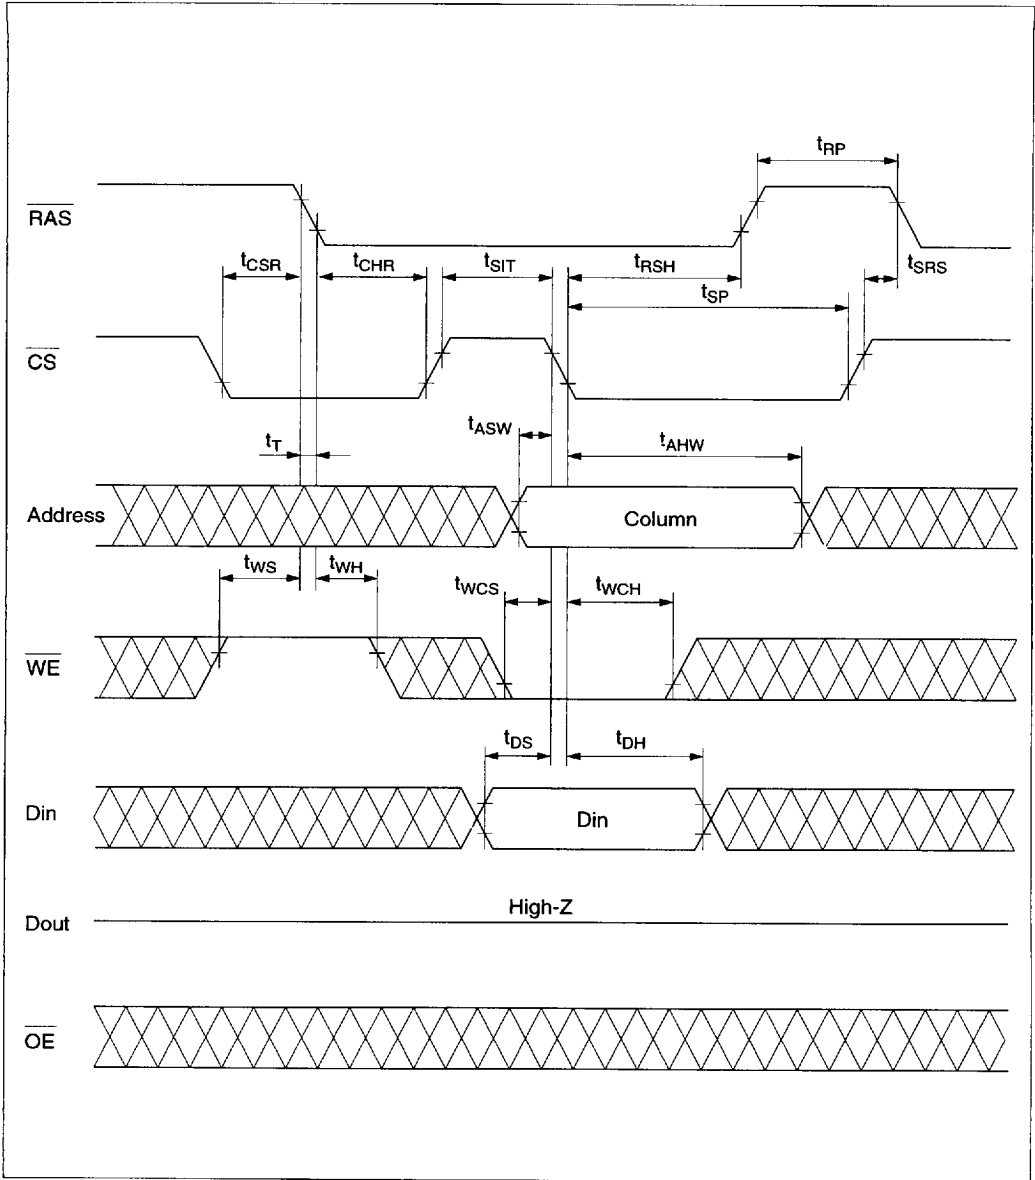 tRP
RAS
tCSR
tCHR
tSIT
tRSH
tSRS
tSP
CS
tASW
tT
tAHW
Address
Column
tWS
tWH
tWCS
tWCH
WE
tDS
tDH
Din
Din
High-Z
Dout
OE